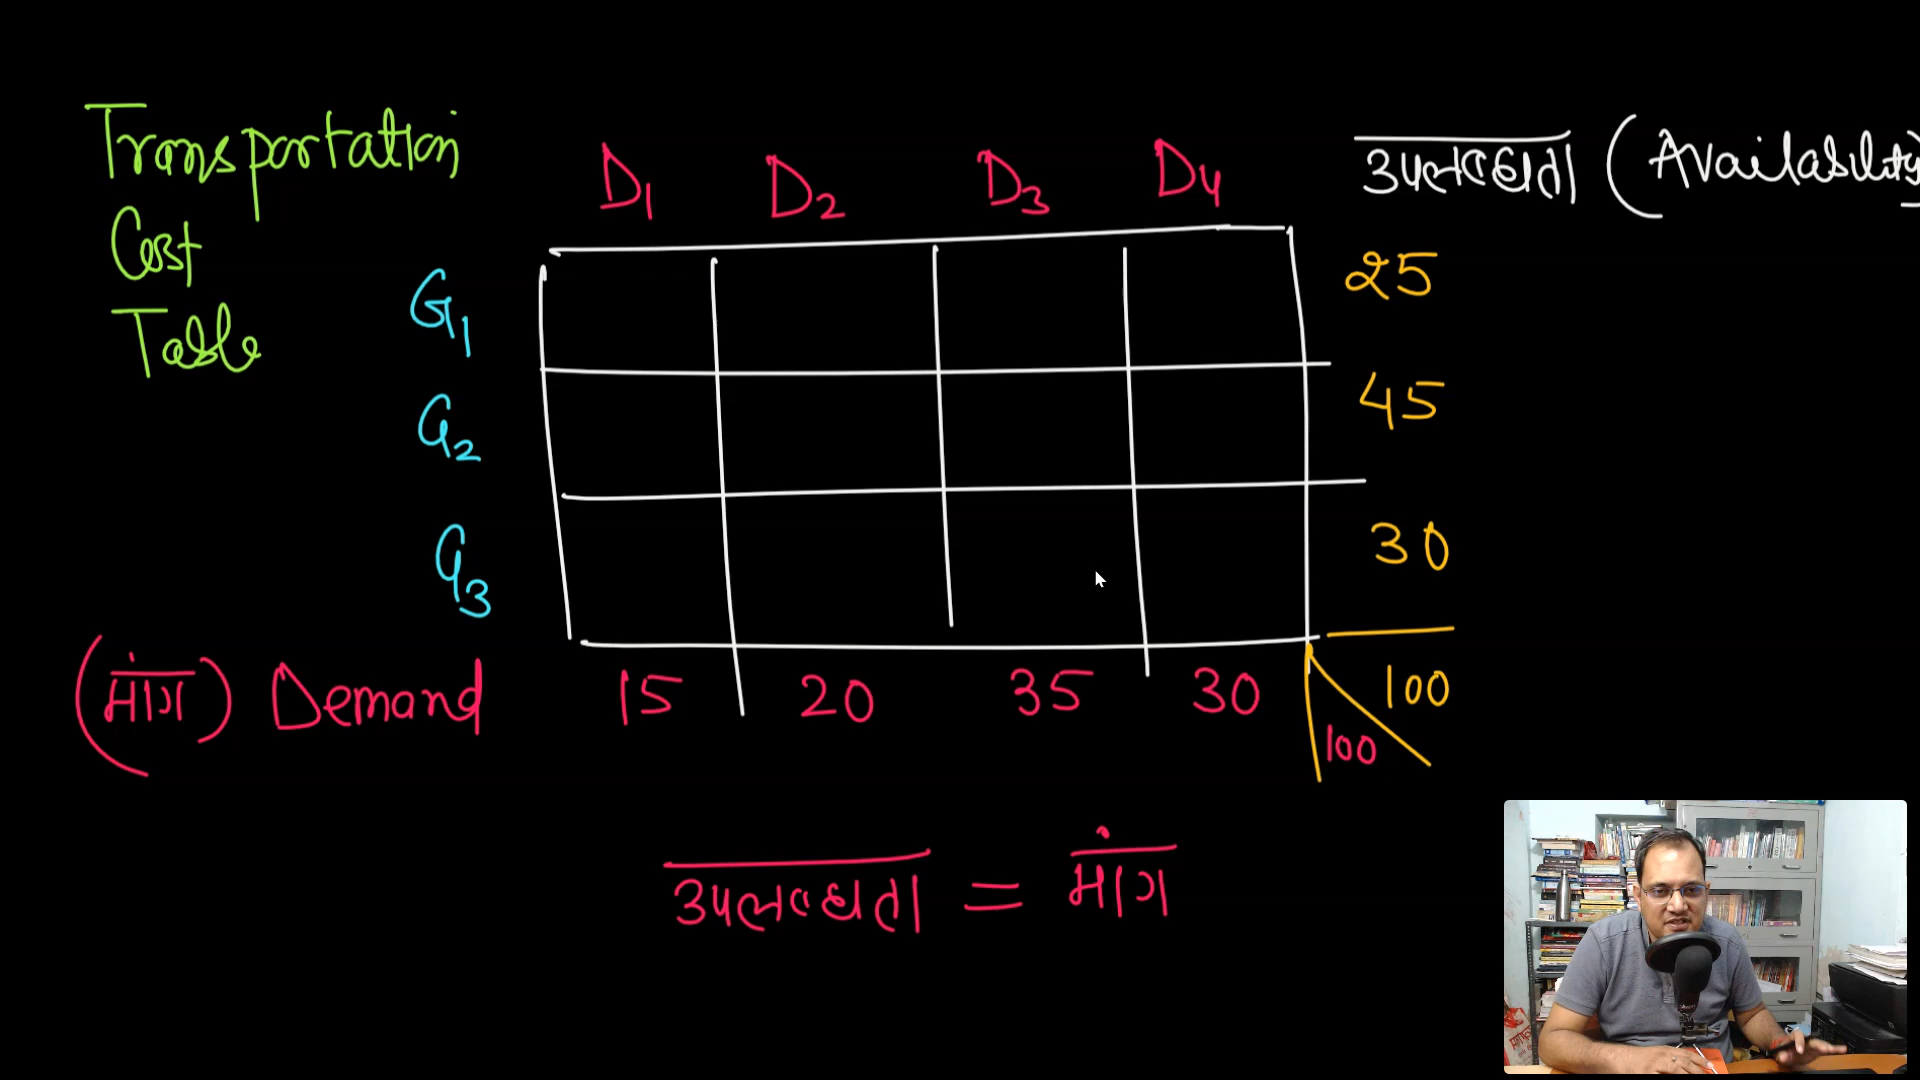 Transportation
Cost
Table
D1 D2 D3 D4 उपलब्धता (Availability)
G1 25
G2 45
G3 30
(मांग) Demand 15 20 35 30 100
100
उपलब्धता = मांग